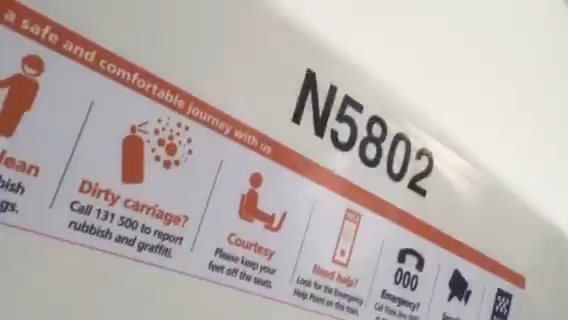 a safe and comfortable journey with us
N5802
lean
bish
gs.
Dirty carriage?
Call 131 500 to report
rubbish and graffiti.
Courtesy
Please keep your
feet off the seats.
Need help?
Look for the Emergency
Help Point on the train.
Emergency?